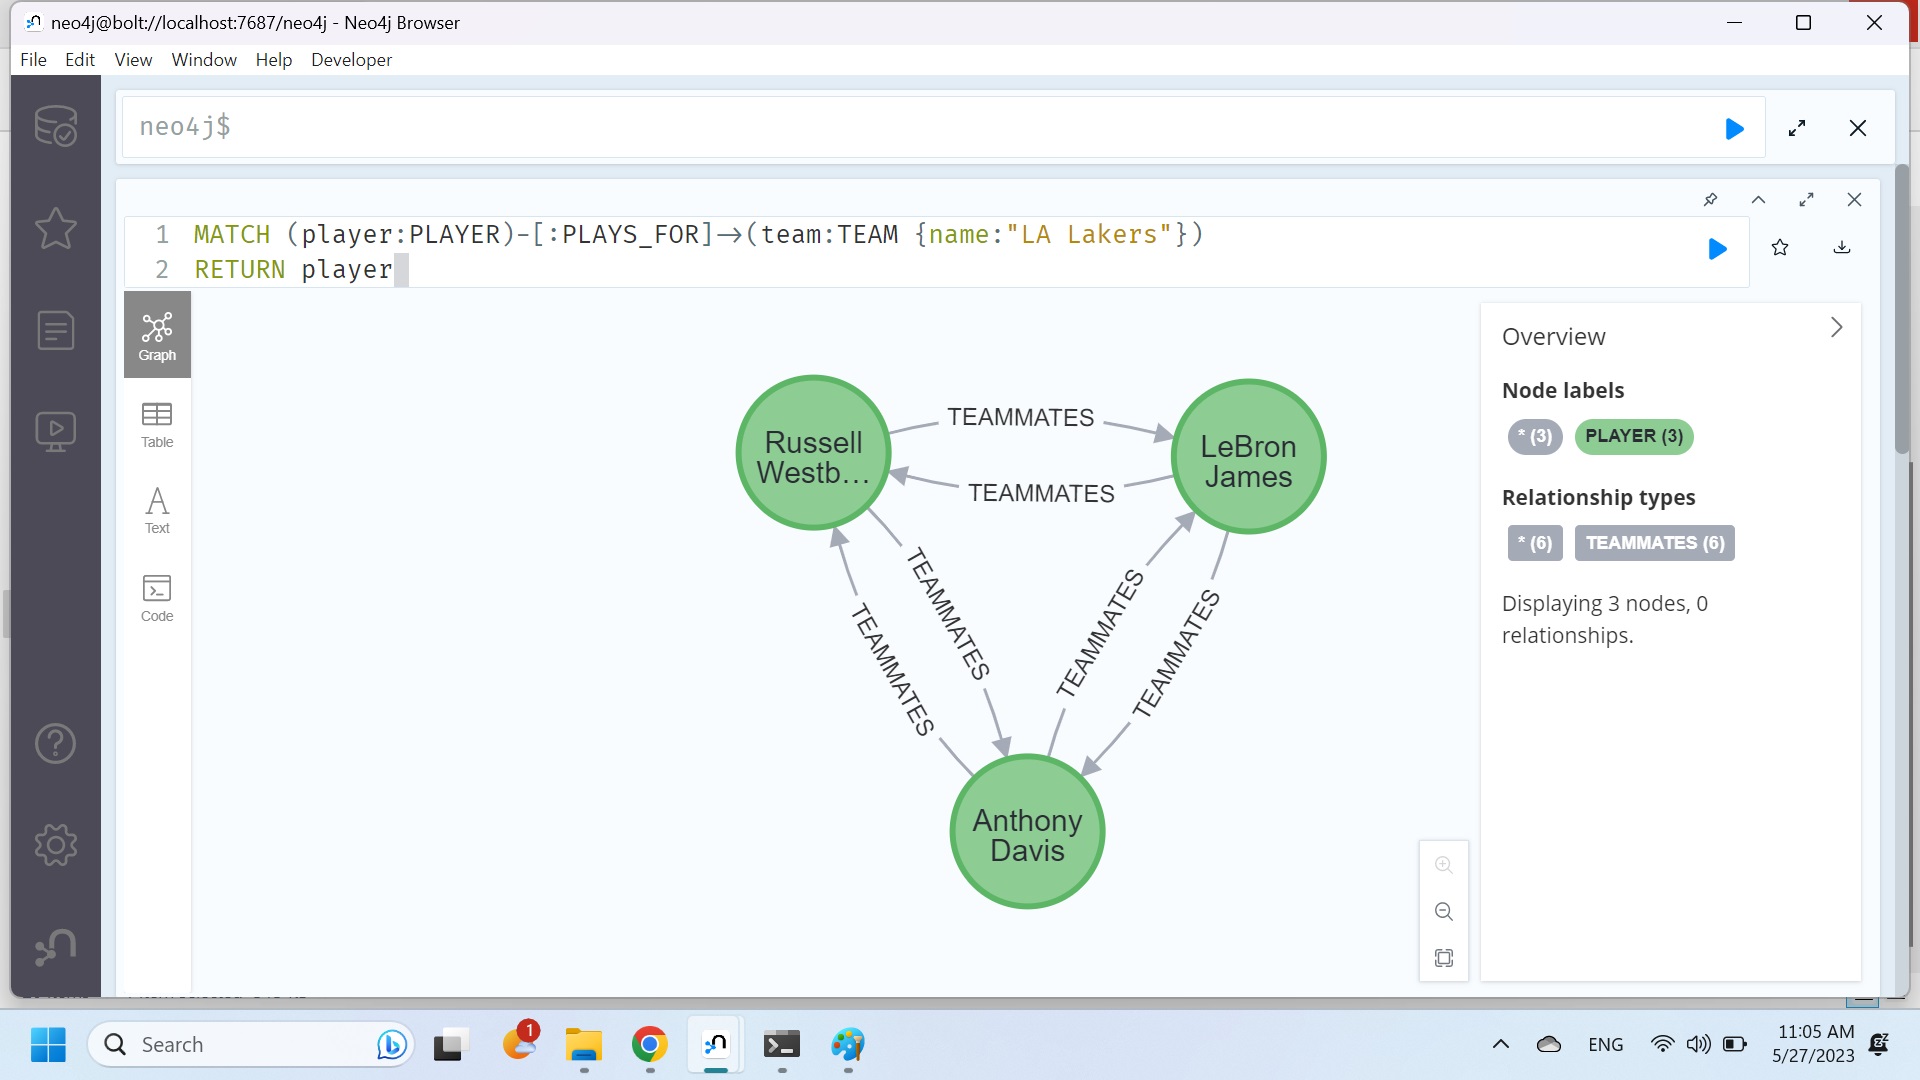 neo4j@bolt://localhost:7687/neo4j - Neo4j Browser
File Edit View Window Help Developer
neo4j$
1 MATCH (player:PLAYER)-[:PLAYS_FOR]->(team:TEAM {name:"LA Lakers"})
2 RETURN player
Graph
Table
Text
Code
Russell
Westb...
LeBron
James
Anthony
Davis
TEAMMATES
TEAMMATES
TEAMMATES
TEAMMATES
TEAMMATES
TEAMMATES
Overview
Node labels
* (3) PLAYER (3)
Relationship types
* (6) TEAMMATES (6)
Displaying 3 nodes, 0
relationships.
Search
1
ENG
11:05 AM
5/27/2023